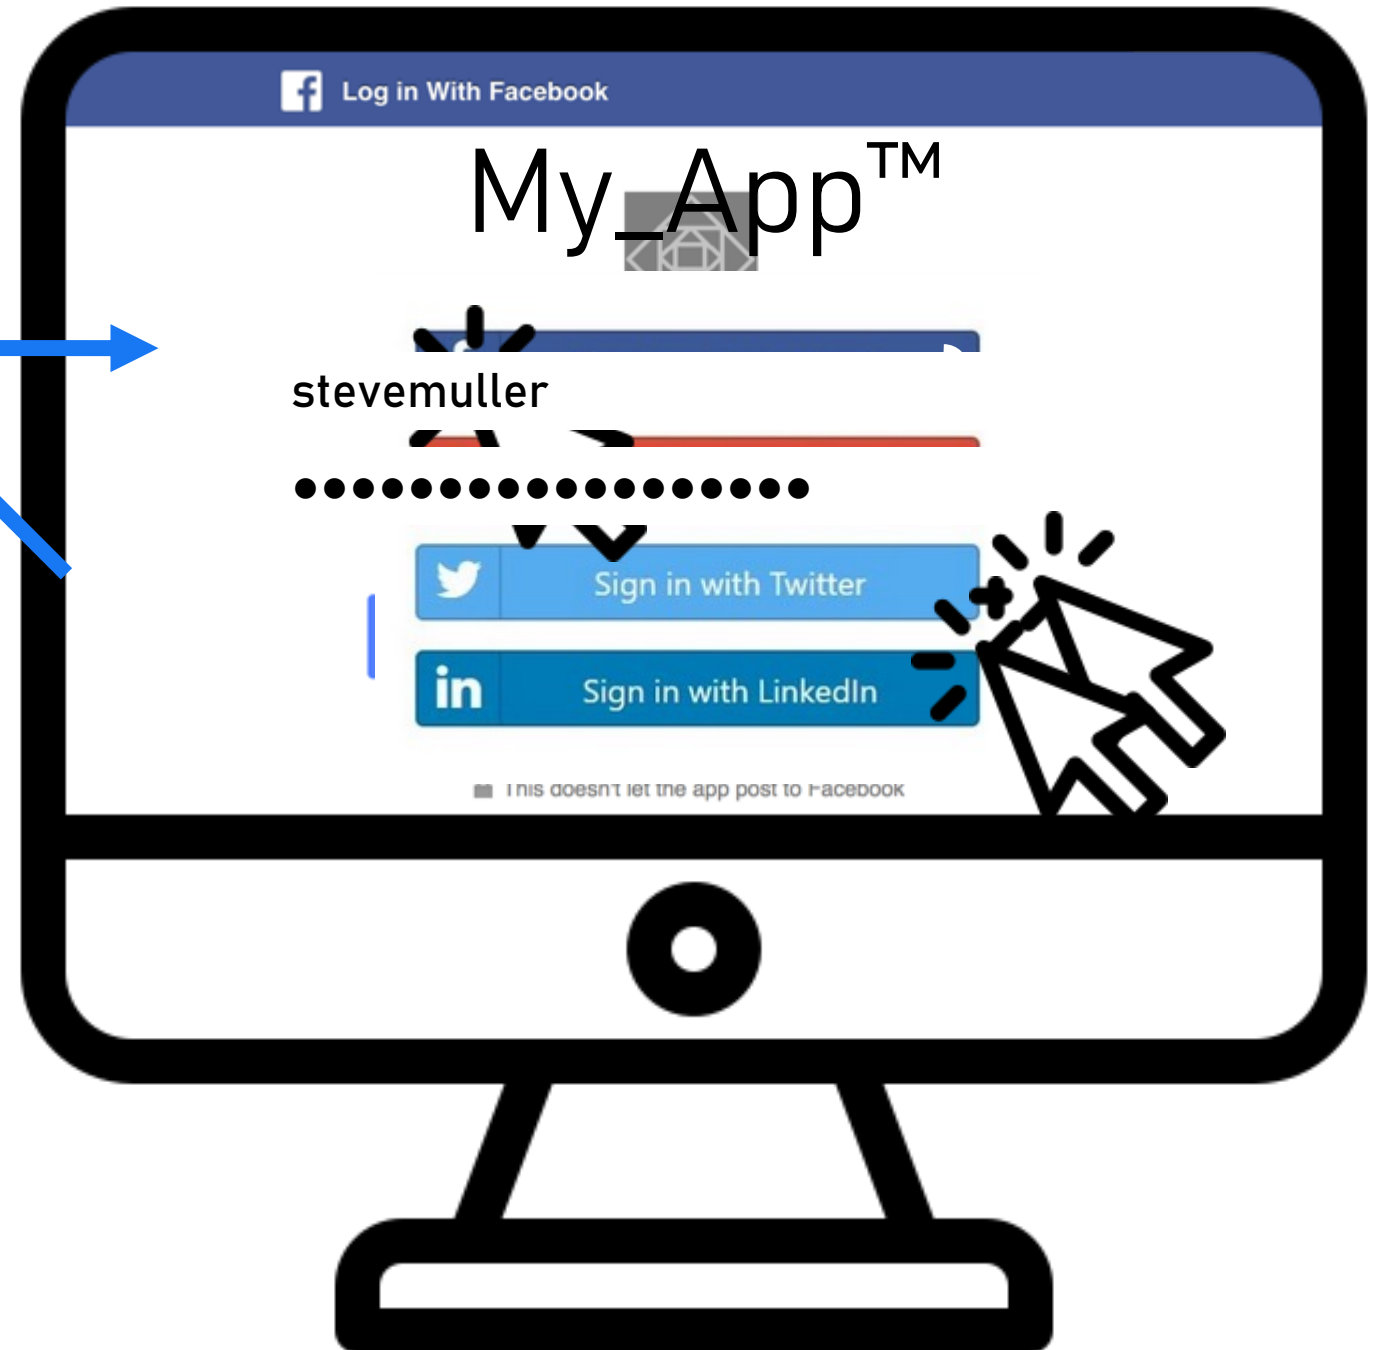 Log in With Facebook
My_App™
stevemuller
••••••••••••••••••
Sign in with Twitter
in Sign in with LinkedIn
This doesn't let the app post to Facebook